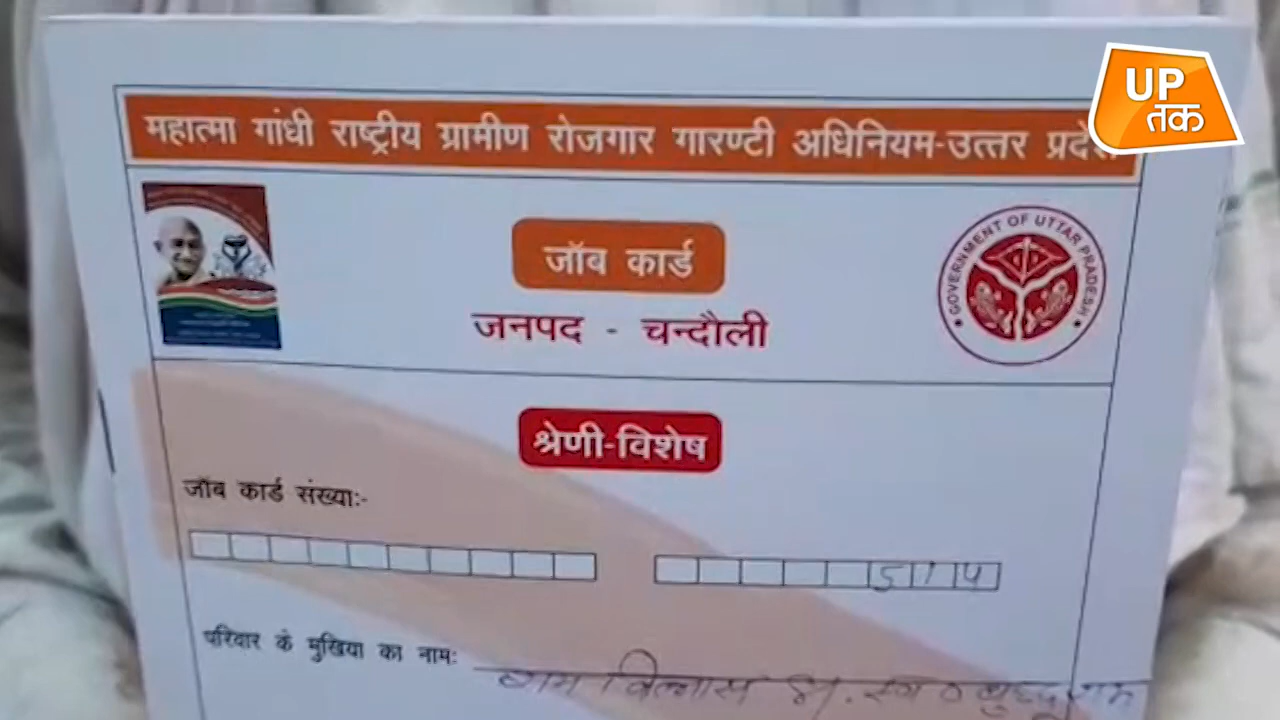 UP
तक
महात्मा गांधी राष्ट्रीय ग्रामीण रोजगार गारण्टी अधिनियम-उत्तर प्रदेश
जॉब कार्ड
GOVERNMENT OF UTTAR PRADESH
जनपद - चन्दौली
श्रेणी-विशेष
जॉब कार्ड संख्याः-
परिवार के मुखिया का नामः